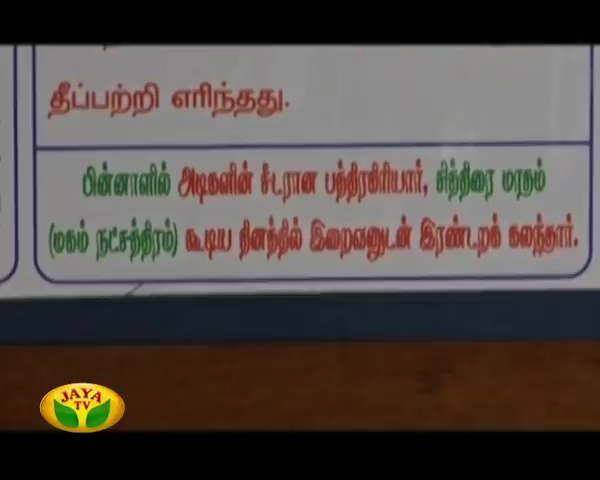 தீப்பற்றி எரிந்தது.
பின்னாளில் அடிகளின் சீடரான பத்திரகிரியார், சித்திரை மாதம்
(மகம் நட்சத்திரம்) கூடிய தினத்தில் இறைவனுடன் இரண்டறக் கலந்தார்.
JAYA
TV